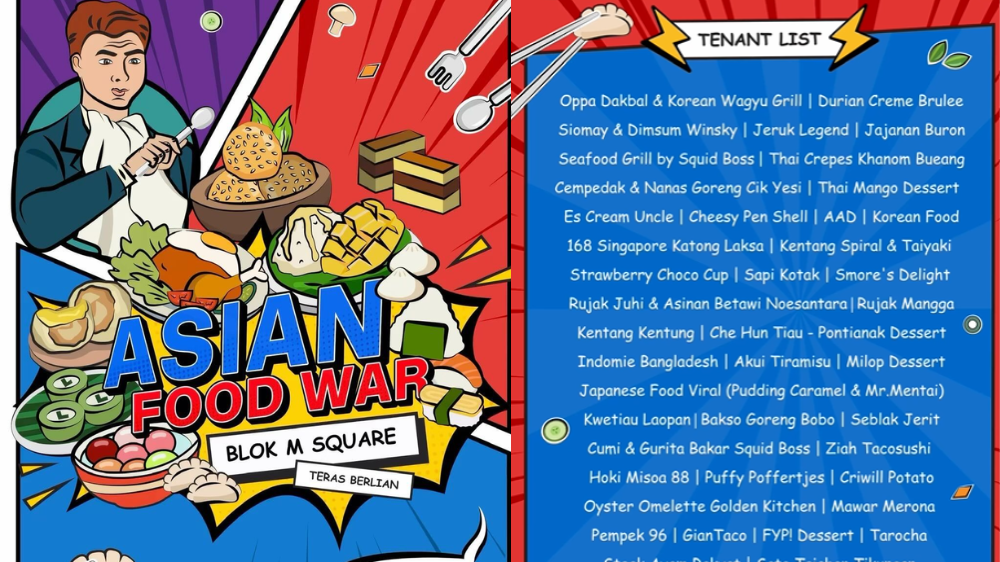 ASIAN
FOOD WAR
BLOK M SQUARE
TERAS BERLIAN
TENANT LIST
Oppa Dakbal & Korean Wagyu Grill | Durian Creme Brulee
Siomay & Dimsum Winsky | Jeruk Legend | Jajanan Buron
Seafood Grill by Squid Boss | Thai Crepes Khanom Bueang
Cempedak & Nanas Goreng Cik Yesi | Thai Mango Dessert
Es Cream Uncle | Cheesy Pen Shell | AAD | Korean Food
168 Singapore Katong Laksa | Kentang Spiral & Taiyaki
Strawberry Choco Cup | Sapi Kotak | Smore's Delight
Rujak Juhi & Asinan Betawi Noesantara | Rujak Mangga
Kentang Kentung | Che Hun Tiau - Pontianak Dessert
Indomie Bangladesh | Akui Tiramisu | Milop Dessert
Japanese Food Viral (Pudding Caramel & Mr.Mentai)
Kwetiau Laopan | Bakso Goreng Bobo | Seblak Jerit
Cumi & Gurita Bakar Squid Boss | Ziah Tacosushi
Hoki Misoa 88 | Puffy Poffertjes | Criwill Potato
Oyster Omelette Golden Kitchen | Mawar Merona
Pempek 96 | GianTaco | FYP! Dessert | Tarocha